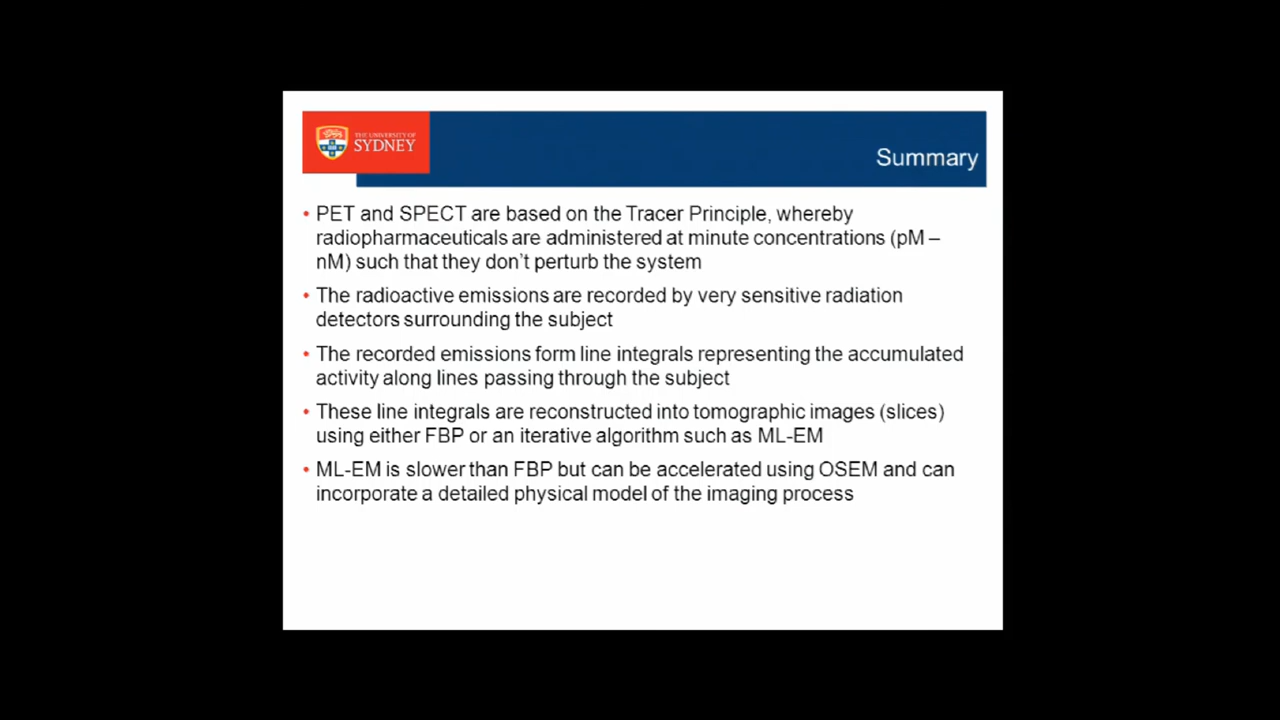 THE UNIVERSITY OF
SYDNEY
Summary
• PET and SPECT are based on the Tracer Principle, whereby
radiopharmaceuticals are administered at minute concentrations (pM –
nM) such that they don’t perturb the system
• The radioactive emissions are recorded by very sensitive radiation
detectors surrounding the subject
• The recorded emissions form line integrals representing the accumulated
activity along lines passing through the subject
• These line integrals are reconstructed into tomographic images (slices)
using either FBP or an iterative algorithm such as ML-EM
• ML-EM is slower than FBP but can be accelerated using OSEM and can
incorporate a detailed physical model of the imaging process